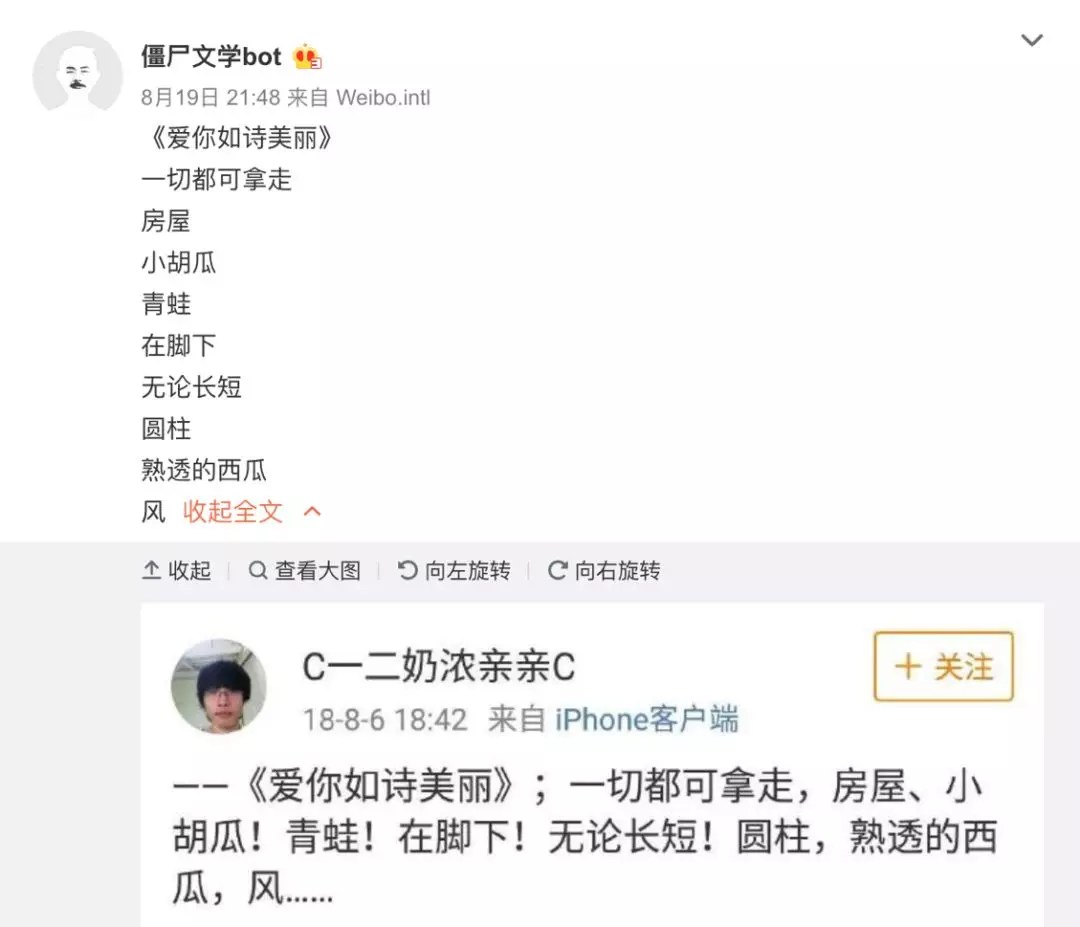 僵尸文学bot
8月19日 21:48 来自 Weibo.intl
《爱你如诗美丽》
一切都可拿走
房屋
小胡瓜
青蛙
在脚下
无论长短
圆柱
熟透的西瓜
风 收起全文
收起 查看大图 向左旋转 向右旋转
C一二奶浓亲亲C
+ 关注
18-8-6 18:42 来自 iPhone客户端
——《爱你如诗美丽》；一切都可拿走，房屋、小
胡瓜！青蛙！在脚下！无论长短！圆柱，熟透的西
瓜，风......